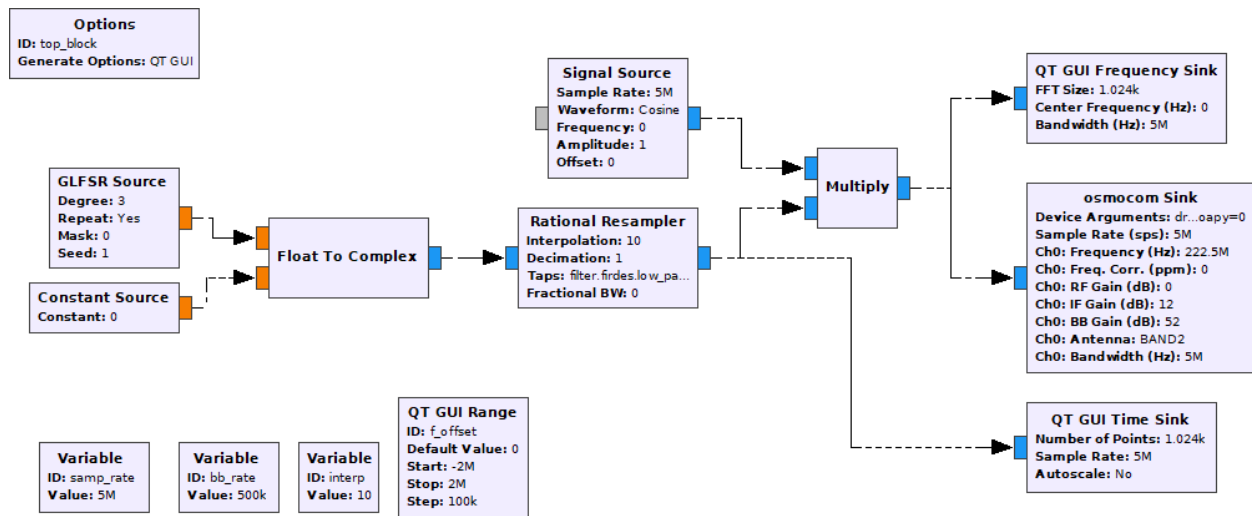 Options
ID: top_block
Generate Options: QT GUI
Signal Source
Sample Rate: 5M
Waveform: Cosine
Frequency: 0
Amplitude: 1
Offset: 0
QT GUI Frequency Sink
FFT Size: 1.024k
Center Frequency (Hz): 0
Bandwidth (Hz): 5M
GLFSR Source
Degree: 3
Repeat: Yes
Mask: 0
Seed: 1
Multiply
Float To Complex
Rational Resampler
Interpolation: 10
Decimation: 1
Taps: filter.firdes.low_pa...
Fractional BW: 0
osmocom Sink
Device Arguments: dr...oapy=0
Sample Rate (sps): 5M
Ch0: Frequency (Hz): 222.5M
Ch0: Freq. Corr. (ppm): 0
Ch0: RF Gain (dB): 0
Ch0: IF Gain (dB): 12
Ch0: BB Gain (dB): 52
Ch0: Antenna: BAND2
Ch0: Bandwidth (Hz): 5M
Constant Source
Constant: 0
QT GUI Range
ID: f_offset
Default Value: 0
Start: -2M
Stop: 2M
Step: 100k
QT GUI Time Sink
Number of Points: 1.024k
Sample Rate: 5M
Autoscale: No
Variable
ID: samp_rate
Value: 5M
Variable
ID: bb_rate
Value: 500k
Variable
ID: interp
Value: 10